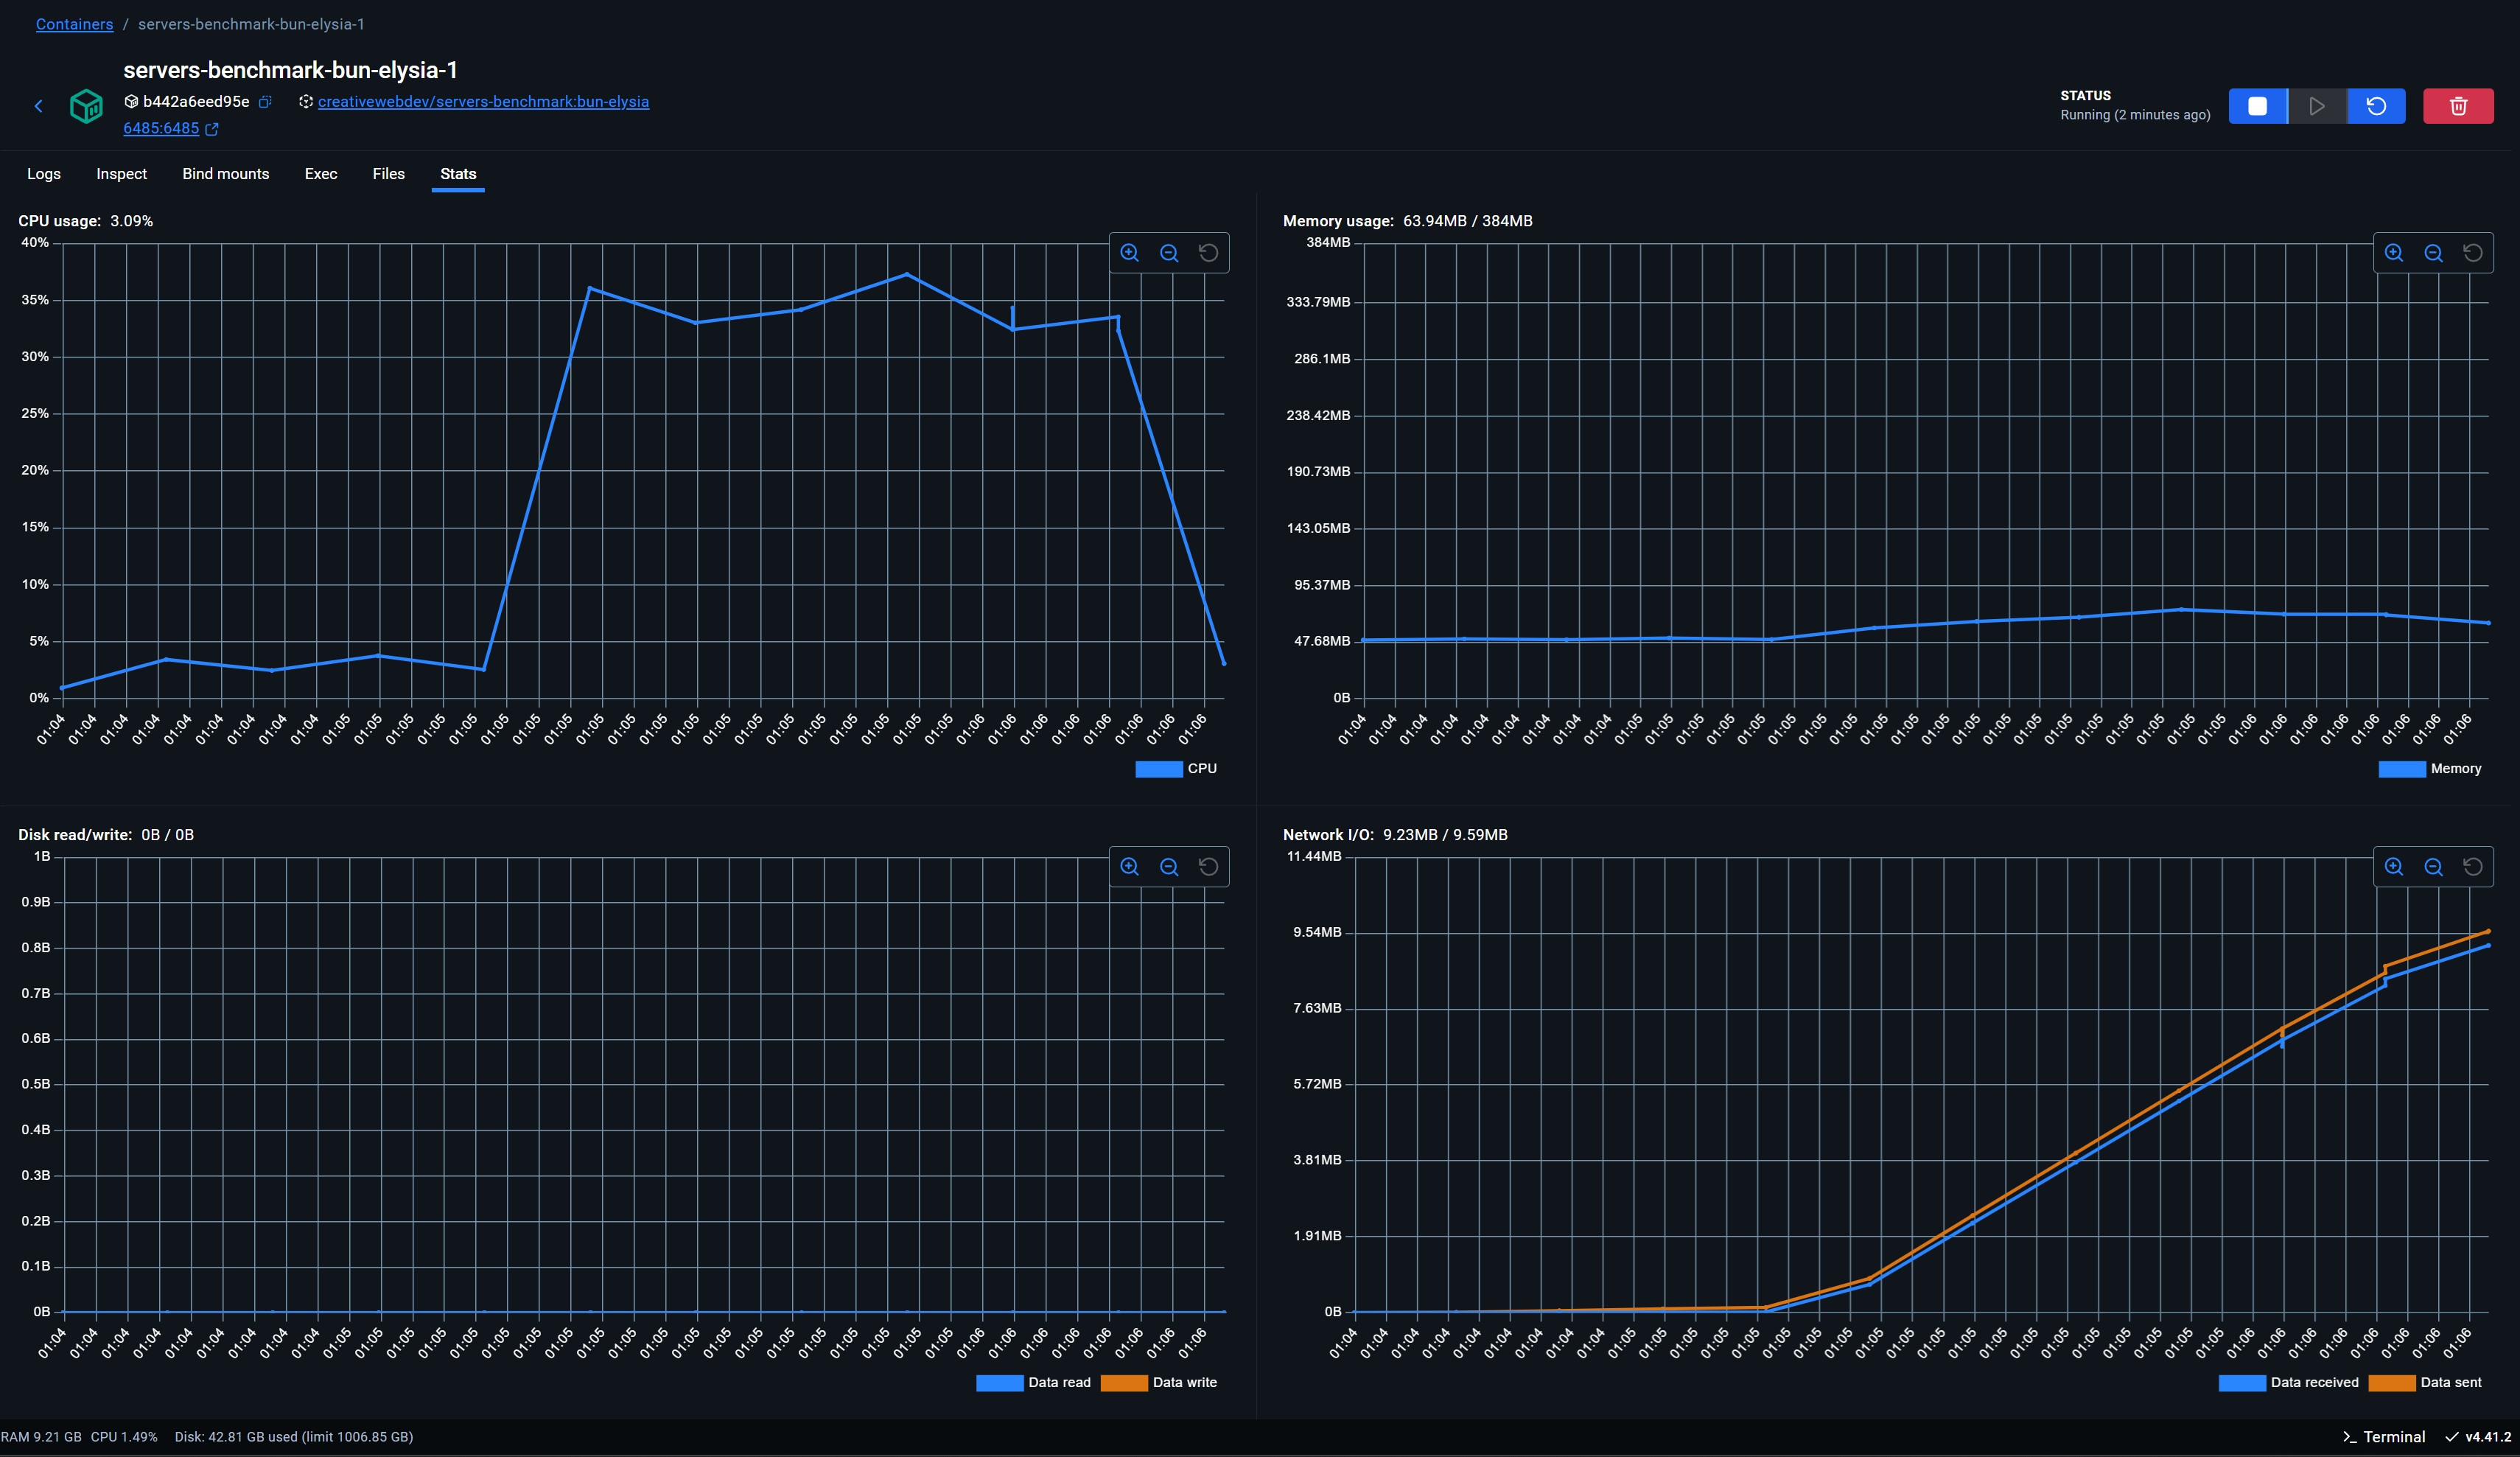 Containers / servers-benchmark-bun-elysia-1
servers-benchmark-bun-elysia-1
b442a6eed95e creativewebdev/servers-benchmark:bun-elysia
6485:6485
STATUS
Running (2 minutes ago)
Logs Inspect Bind mounts Exec Files Stats
CPU usage: 3.09%
40%
35%
30%
25%
20%
15%
10%
5%
0%
01:04 01:04 01:04 01:04 01:04 01:04 01:04 01:04 01:04 01:05 01:05 01:05 01:05 01:05 01:05 01:05 01:05 01:05 01:05 01:05 01:05 01:05 01:05 01:05 01:05 01:05 01:05 01:05 01:05 01:06 01:06 01:06 01:06 01:06 01:06 01:06 01:06
CPU
Memory usage: 63.94MB / 384MB
384MB
333.79MB
286.1MB
238.42MB
190.73MB
143.05MB
95.37MB
47.68MB
0B
01:04 01:04 01:04 01:04 01:04 01:04 01:04 01:04 01:04 01:05 01:05 01:05 01:05 01:05 01:05 01:05 01:05 01:05 01:05 01:05 01:05 01:05 01:05 01:05 01:05 01:05 01:05 01:05 01:05 01:06 01:06 01:06 01:06 01:06 01:06 01:06 01:06
Memory
Disk read/write: 0B / 0B
1B
0.9B
0.8B
0.7B
0.6B
0.5B
0.4B
0.3B
0.2B
0.1B
0B
01:04 01:04 01:04 01:04 01:04 01:04 01:04 01:04 01:04 01:05 01:05 01:05 01:05 01:05 01:05 01:05 01:05 01:05 01:05 01:05 01:05 01:05 01:05 01:05 01:05 01:05 01:05 01:05 01:05 01:06 01:06 01:06 01:06 01:06 01:06 01:06 01:06
Data read Data write
Network I/O: 9.23MB / 9.59MB
11.44MB
9.54MB
7.63MB
5.72MB
3.81MB
1.91MB
0B
01:04 01:04 01:04 01:04 01:04 01:04 01:04 01:04 01:04 01:05 01:05 01:05 01:05 01:05 01:05 01:05 01:05 01:05 01:05 01:05 01:05 01:05 01:05 01:05 01:05 01:05 01:05 01:05 01:05 01:06 01:06 01:06 01:06 01:06 01:06 01:06 01:06
Data received Data sent
RAM 9.21 GB CPU 1.49% Disk: 42.81 GB used (limit 1006.85 GB)
Terminal v4.41.2